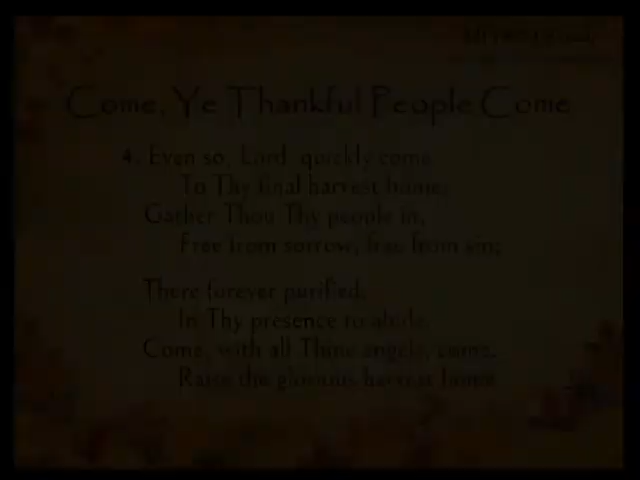 Come, Ye Thankful People Come
4. Even so, Lord quickly come
To Thy final harvest home;
Gather Thou Thy people in,
Free from sorrow, free from sin;
There forever purified,
In Thy presence to abide
Come, with all Thine angels, come,
Raise the glorious harvest home